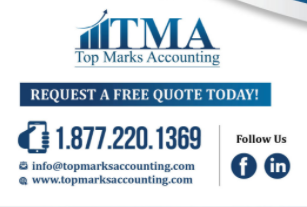 TMA
Top Marks Accounting
REQUEST A FREE QUOTE TODAY!
1.877.220.1369
info@topmarksaccounting.com
www.topmarksaccounting.com
Follow Us
f in